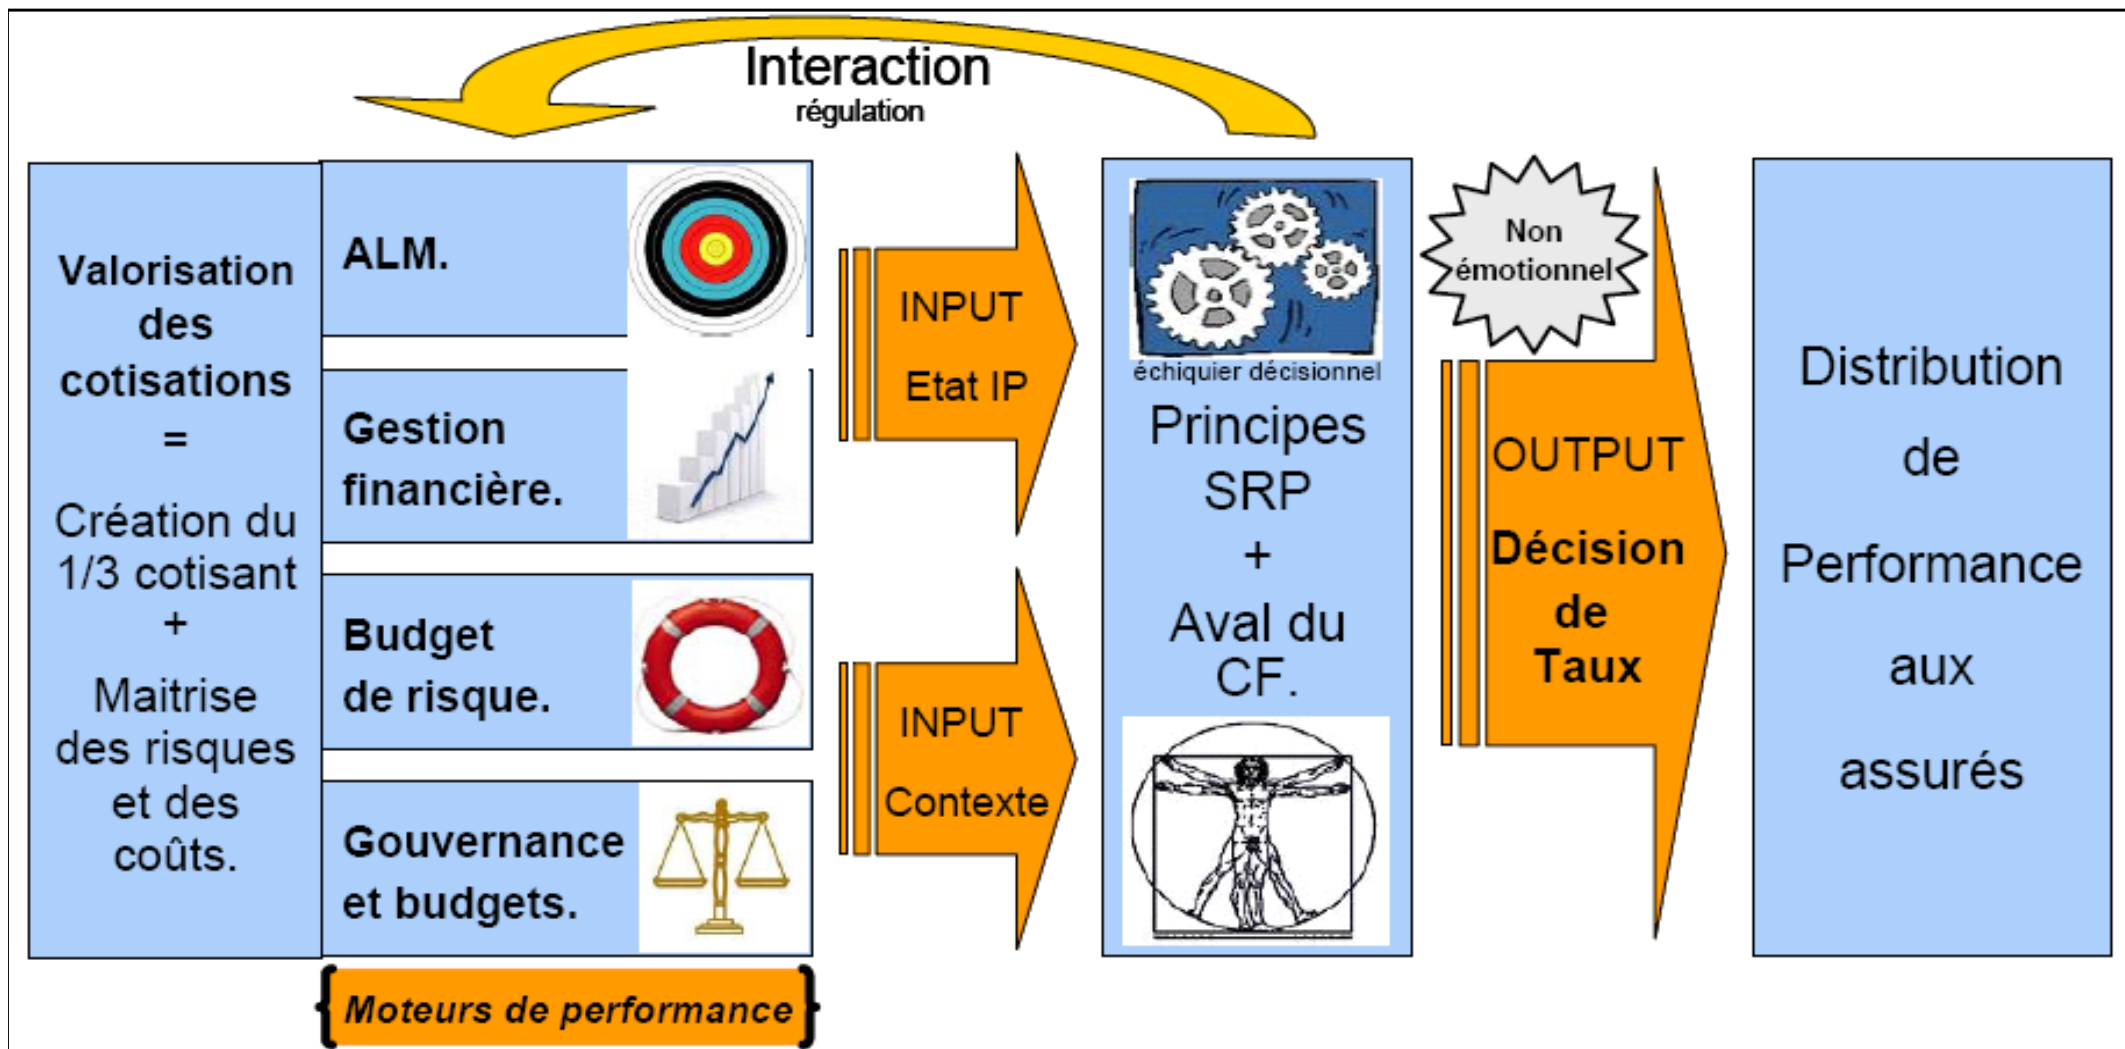 Interaction
régulation
Valorisation
des
cotisations
=
Création du
1/3 cotisant
+
Maitrise
des risques
et des
coûts.
ALM.
Gestion
financière.
Budget
de risque.
Gouvernance
et budgets.
Moteurs de performance
INPUT
Etat IP
INPUT
Contexte
échiquier décisionnel
Principes
SRP
+
Aval du
CF.
Non
émotionnel
OUTPUT
Décision
de
Taux
Distribution
de
Performance
aux
assurés